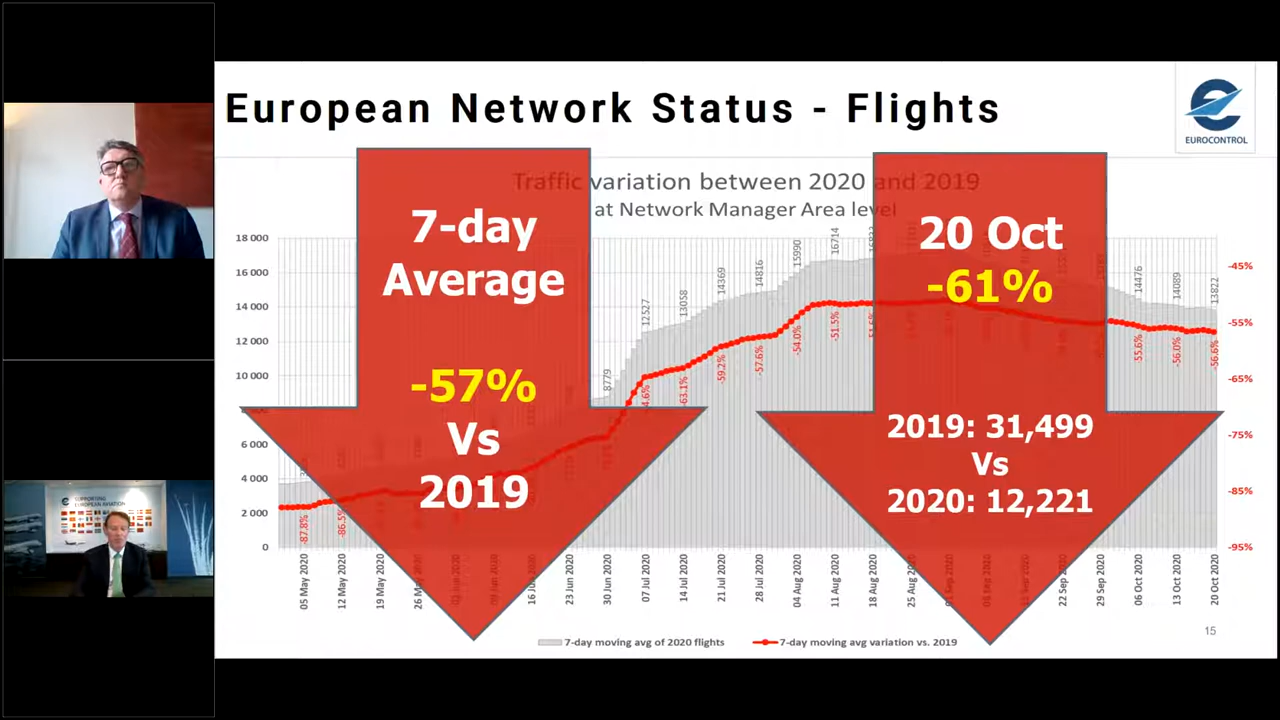 European Network Status - Flights
EUROCONTROL
Traffic variation between 2020 and 2019
at Network Manager Area level
7-day
Average
-57%
Vs
2019
20 Oct
-61%
2019: 31,499
Vs
2020: 12,221
18 000
16 000
14 000
12 000
10 000
6 000
4 000
2 000
0
-45%
-55%
-65%
-75%
-85%
-95%
8779
12527
13058
14369
14816
15990
16714
14476
14089
13822
-87.8%
-86.5%
-63.1%
-59.2%
-57.6%
-54.0%
-51.5%
55.6%
-56.0%
-56.6%
05 May 2020
12 May 2020
19 May 2020
26 May 2020
16 Jun 2020
23 Jun 2020
30 Jun 2020
07 Jul 2020
14 Jul 2020
21 Jul 2020
28 Jul 2020
04 Aug 2020
11 Aug 2020
18 Aug 2020
25 Aug 2020
22 Sep 2020
29 Sep 2020
06 Oct 2020
13 Oct 2020
20 Oct 2020
7-day moving avg of 2020 flights
7-day moving avg variation vs. 2019
15
SUPPORTING
EUROPEAN AVIATION